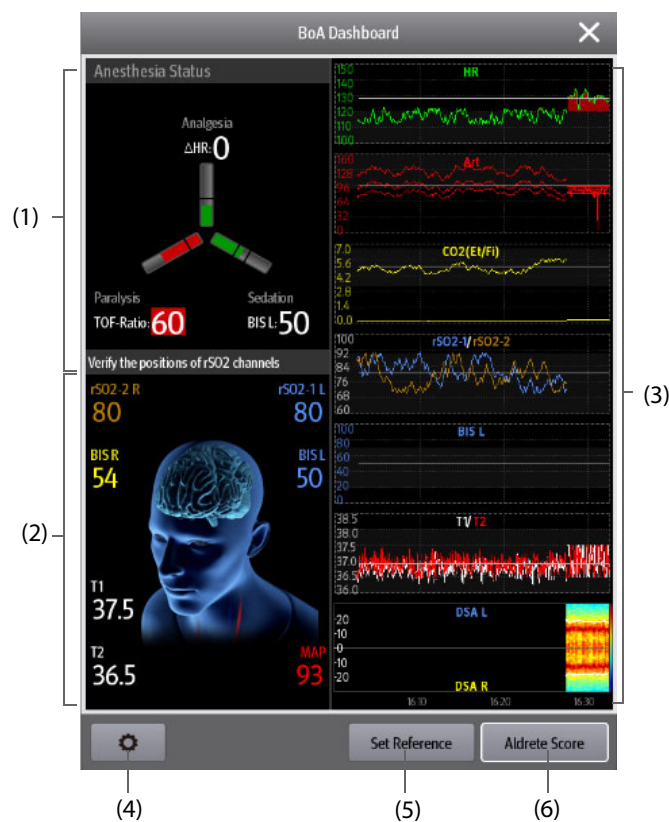 BoA Dashboard
Anesthesia Status
Analgesia
ΔHR: 0
Paralysis
TOF-Ratio: 60
Sedation
BIS L: 50
Verify the positions of rSO2 channels
rSO2-2 R
80
rSO2-1 L
80
BIS R
54
BIS L
50
T1
37.5
T2
36.5
MAP
93
HR
150
140
130
120
110
100
Art
160
128
96
64
32
0
CO2(Et/Fi)
7.0
5.6
4.2
2.8
1.4
0.0
rSO2-1/rSO2-2
100
92
84
76
68
60
BIS L
100
80
60
40
20
0
T1/T2
38.5
38.0
37.5
37.0
36.5
36.0
DSA L
20
-10
-0
-10
-20
DSA R
16:10 16:20 16:30
Set Reference
Aldrete Score
(1)
(2)
(3)
(4)
(5)
(6)